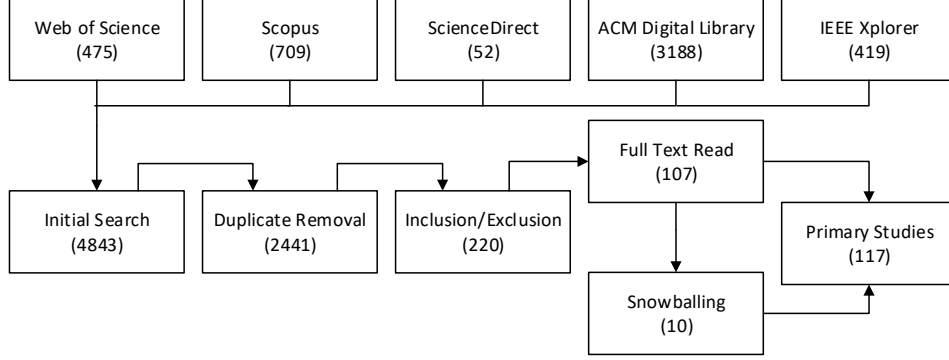 Web of Science
(475)
Scopus
(709)
ScienceDirect
(52)
ACM Digital Library
(3188)
IEEE Xplorer
(419)
Full Text Read
(107)
Initial Search
(4843)
Duplicate Removal
(2441)
Inclusion/Exclusion
(220)
Primary Studies
(117)
Snowballing
(10)